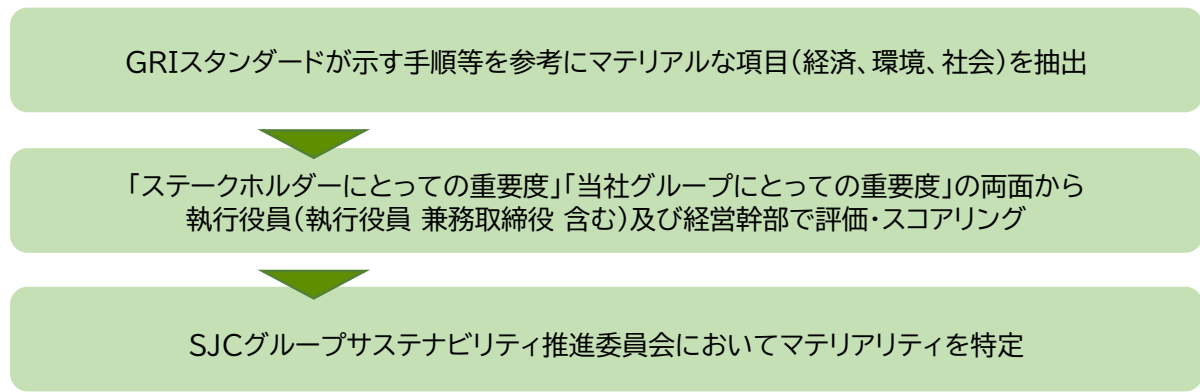 GRIスタンダードが示す手順等を参考にマテリアルな項目(経済、環境、社会)を抽出
「ステークホルダーにとっての重要度」「当社グループにとっての重要度」の両面から
執行役員(執行役員 兼務取締役 含む)及び経営幹部で評価・スコアリング
SJCグループサステナビリティ推進委員会においてマテリアリティを特定